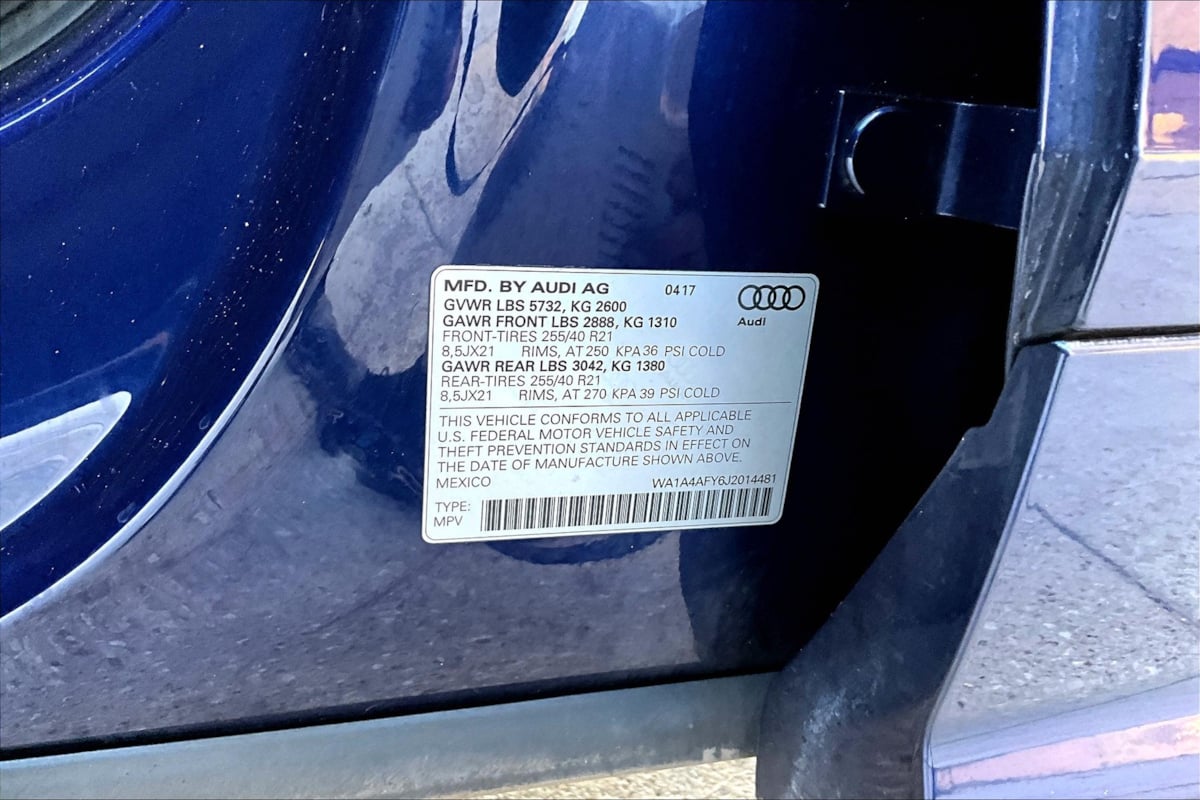 MFD. BY AUDI AG 0417
GVWR LBS 5732, KG 2600
GAWR FRONT LBS 2888, KG 1310
Audi
FRONT-TIRES 255/40 R21
8,5JX21 RIMS, AT 250 KPA 36 PSI COLD
GAWR REAR LBS 3042, KG 1380
REAR-TIRES 255/40 R21
8,5JX21 RIMS, AT 270 KPA 39 PSI COLD
THIS VEHICLE CONFORMS TO ALL APPLICABLE
U.S. FEDERAL MOTOR VEHICLE SAFETY AND
THEFT PREVENTION STANDARDS IN EFFECT ON
THE DATE OF MANUFACTURE SHOWN ABOVE.
MEXICO WA1A4AFY6J2014481
TYPE:
MPV